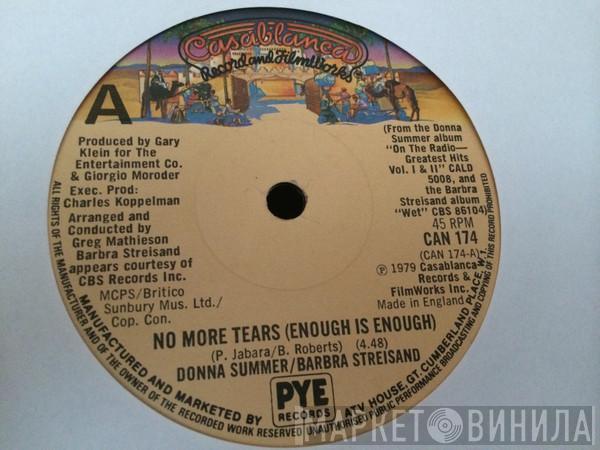 Casablanca
Record and FilmWorks
A
Produced by Gary
Klein for The
Entertainment Co.
& Giorgio Moroder
Exec. Prod:
Charles Koppelman
Arranged and
Conducted by
Greg Mathieson
Barbra Streisand
appears courtesy of
CBS Records Inc.
MCPS/Britico
Sunbury Mus. Ltd./
Cop. Con.
(From the Donna
Summer album
"On The Radio—
Greatest Hits
Vol. I & II" CALD
5008, and
the Barbra
Streisand album
"Wet" CBS 86104)
45 RPM
CAN 174
(CAN 174-A)
℗ 1979 Casablanca
Records &
FilmWorks Inc.
Made in England
NO MORE TEARS (ENOUGH IS ENOUGH)
(P. Jabara/B. Roberts) (4.48)
DONNA SUMMER/BARBRA STREISAND
PYE
RECORDS
MANUFACTURED AND MARKETED BY
ATV HOUSE, GT. CUMBERLAND PLACE, W.1.
ALL RIGHTS OF THE MANUFACTURER AND OF THE OWNER OF THE RECORDED WORK RESERVED UNAUTHORISED PUBLIC PERFORMANCE BROADCASTING AND COPYING OF THIS RECORD PROHIBITED
МАРКЕТ ВИНИЛА